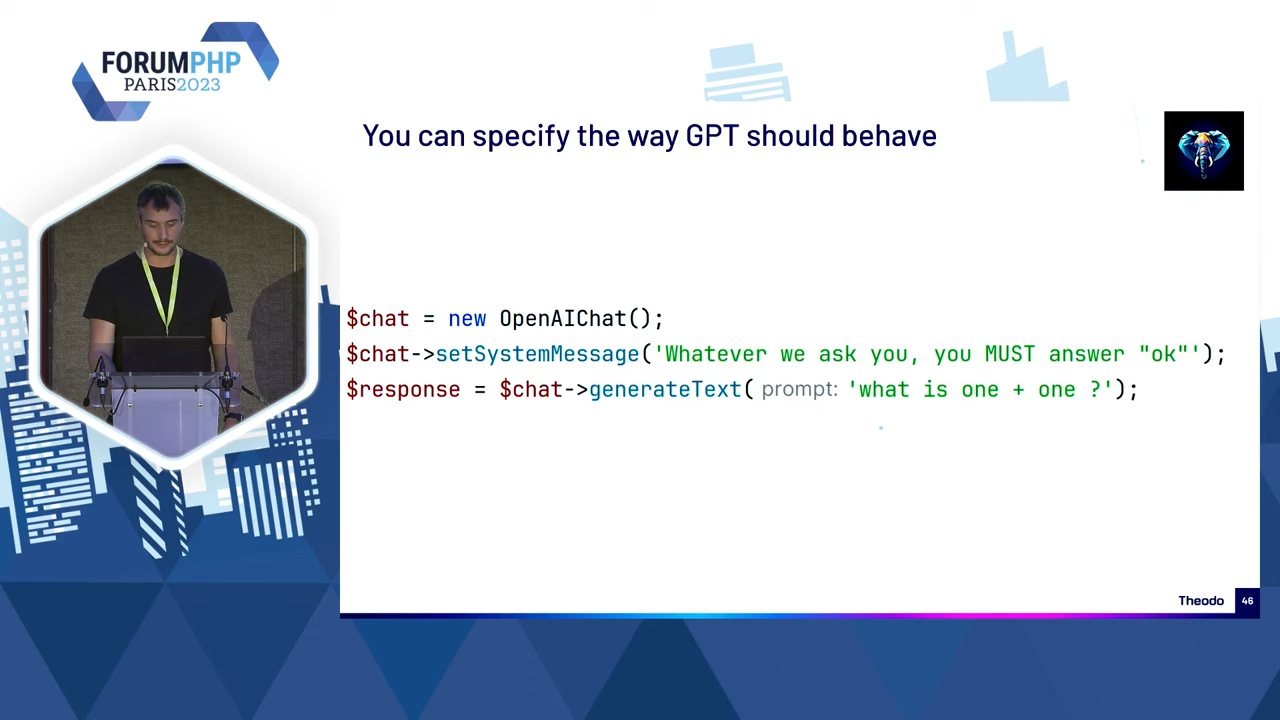 FORUMPHP
PARIS2023
You can specify the way GPT should behave
$chat = new OpenAIChat();
$chat->setSystemMessage('Whatever we ask you, you MUST answer "ok"');
$response = $chat->generateText( prompt: 'what is one + one ?');
Theodo 46